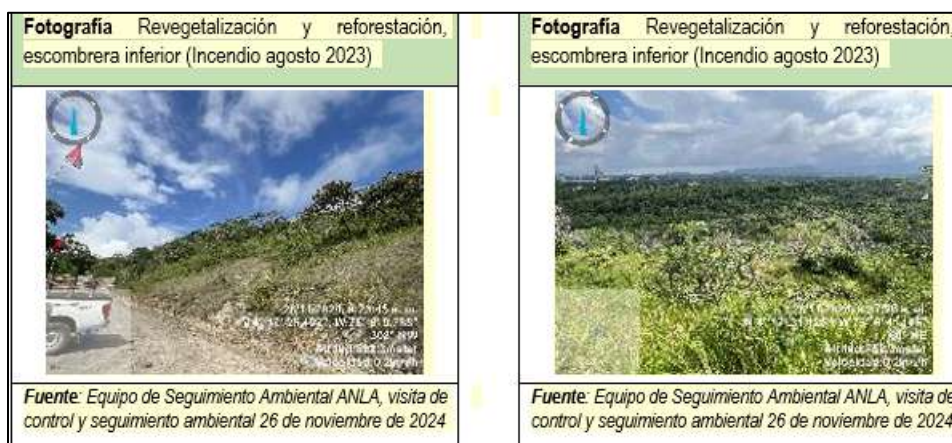 Fotografía Revegetalización y reforestación,
escombrera inferior (Incendio agosto 2023)
Fuente: Equipo de Seguimiento Ambiental ANLA, visita de
control y seguimiento ambiental 26 de noviembre de 2024
Fotografía Revegetalización y reforestación,
escombrera inferior (Incendio agosto 2023)
Fuente: Equipo de Seguimiento Ambiental ANLA, visita de
control y seguimiento ambiental 26 de noviembre de 2024